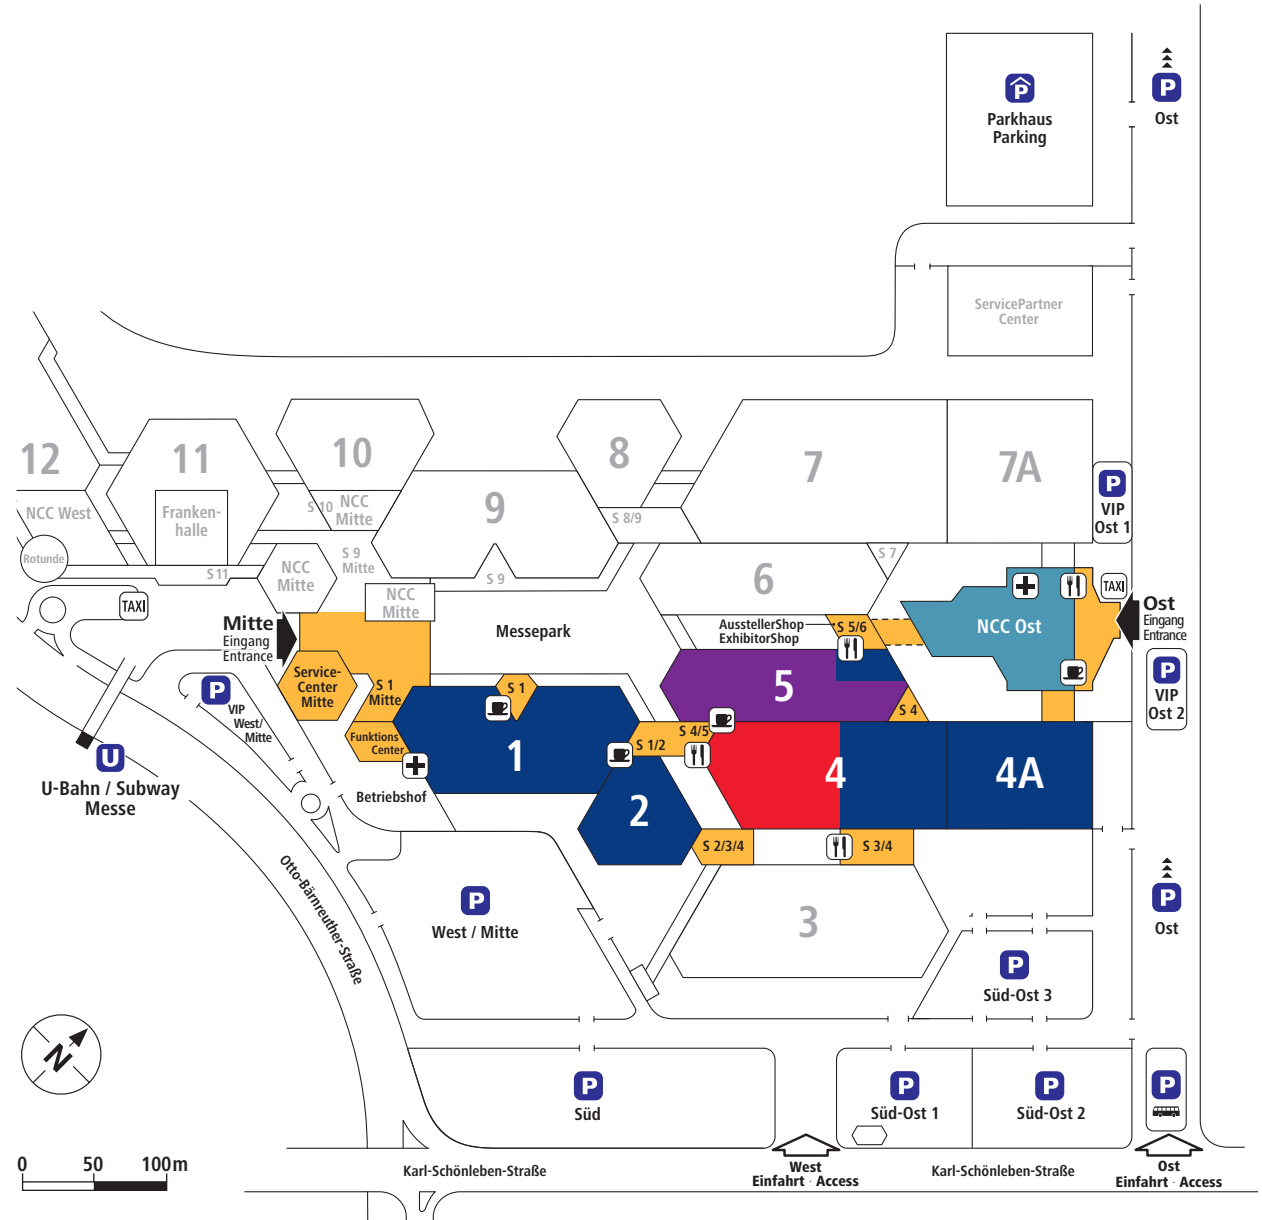 P
Parkhaus
Parking
P
Ost
ServicePartner
Center
12
11
10
8
7
7A
NCC West
Franken-
halle
S 10
NCC
Mitte
9
S 8/9
P
VIP
Ost 1
Rotunde
S 11
NCC
Mitte
S 9
Mitte
S 9
6
S 7
NCC
Mitte
TAXI
TAXI
Mitte
Eingang
Entrance
Messepark
AusstellerShop
ExhibitorShop
S 5/6
NCC Ost
Ost
Eingang
Entrance
Service-
Center
Mitte
S 1
Mitte
S 1
5
S 4
P
VIP
Ost 2
P
VIP
West/
Mitte
Funktions
Center
1
S 1/2
S 4/5
4
4A
U
U-Bahn / Subway
Messe
Betriebshof
2
S 2/3/4
S 3/4
Otto-Bärnreuther-Straße
P
West / Mitte
3
P
Ost
P
Süd-Ost 3
N
P
Süd
P
Süd-Ost 1
P
Süd-Ost 2
P
0 50 100m
Karl-Schönleben-Straße
West
Einfahrt · Access
Karl-Schönleben-Straße
Ost
Einfahrt · Access